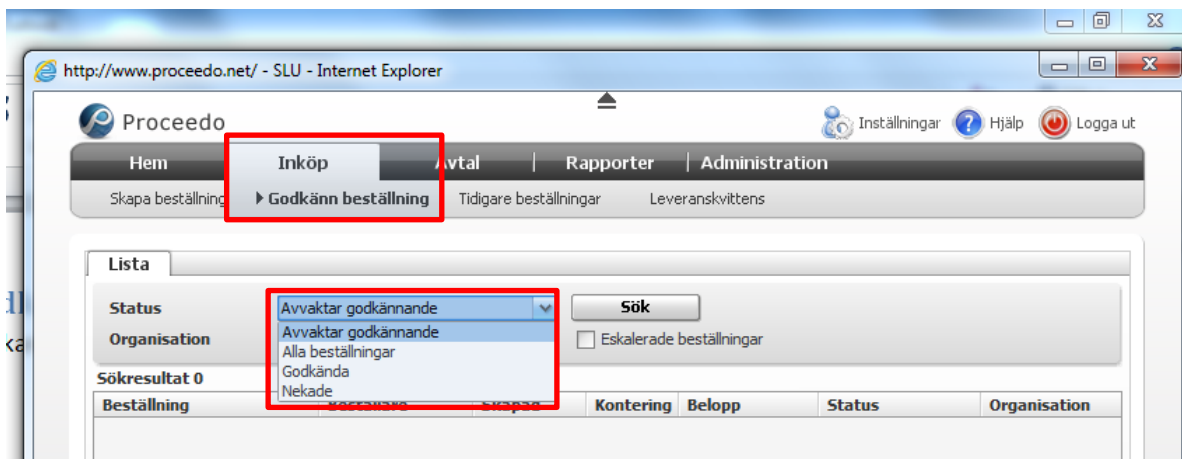 http://www.proceedo.net/ - SLU - Internet Explorer
Proceedo
Inställningar Hjälp Logga ut
Hem Inköp Avtal Rapporter Administration
Skapa beställning Godkänn beställning Tidigare beställningar Leveranskvittens
Lista
Status Avvaktar godkännande Sök
Organisation Avvaktar godkännande Eskalerade beställningar
Alla beställningar
Godkända
Nekade
Sökresultat 0
Beställning Beställare Skapad Kontering Belopp Status Organisation